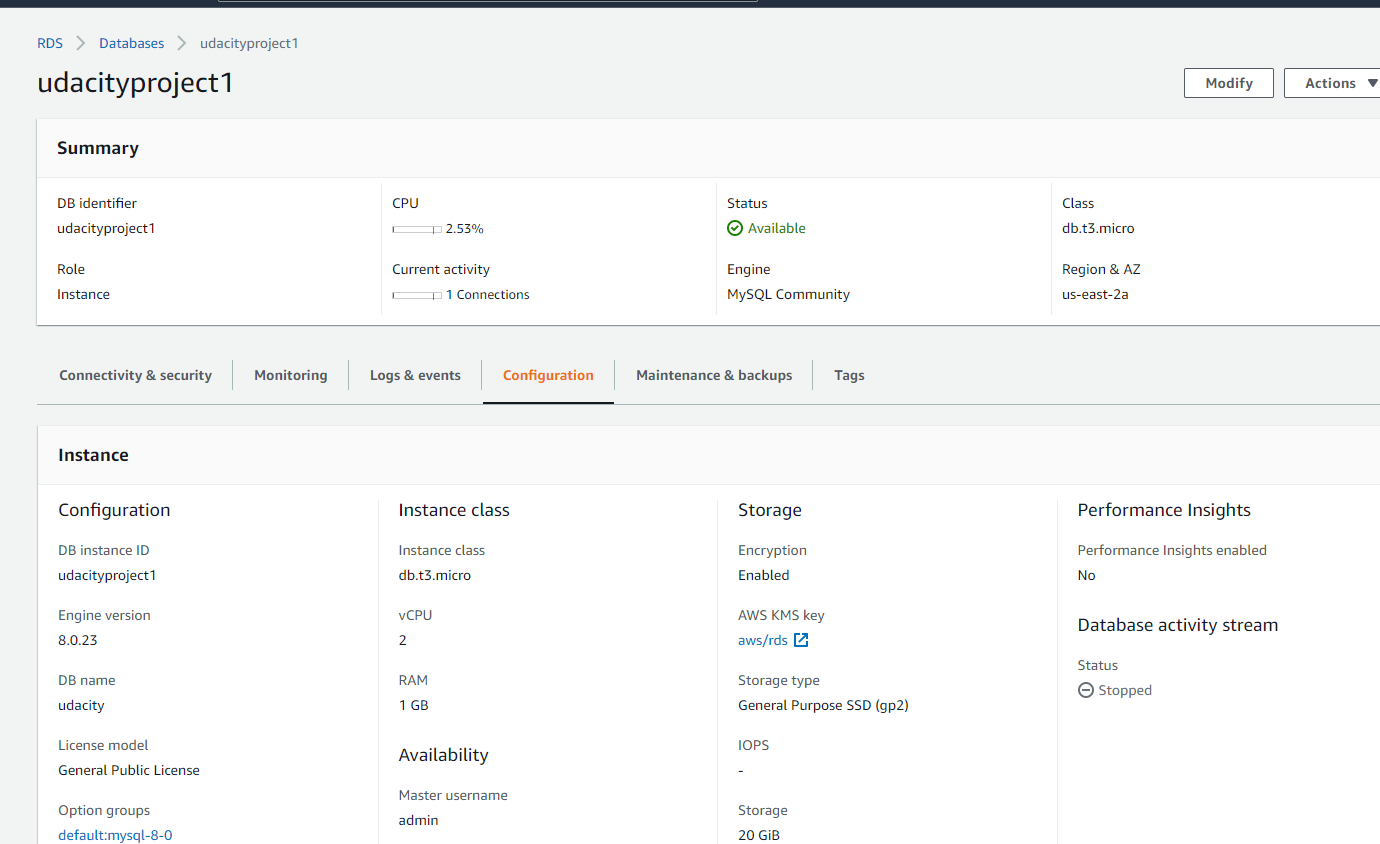 RDS > Databases > udacityproject1
udacityproject1
Modify
Actions
Summary
DB identifier
udacityproject1
CPU
2.53%
Status
Available
Class
db.t3.micro
Role
Instance
Current activity
1 Connections
Engine
MySQL Community
Region & AZ
us-east-2a
Connectivity & security
Monitoring
Logs & events
Configuration
Maintenance & backups
Tags
Instance
Configuration
DB instance ID
udacityproject1
Engine version
8.0.23
DB name
udacity
License model
General Public License
Option groups
default:mysql-8-0
Instance class
Instance class
db.t3.micro
vCPU
2
RAM
1 GB
Availability
Master username
admin
Storage
Encryption
Enabled
AWS KMS key
aws/rds
Storage type
General Purpose SSD (gp2)
IOPS
-
Storage
20 GiB
Performance Insights
Performance Insights enabled
No
Database activity stream
Status
Stopped